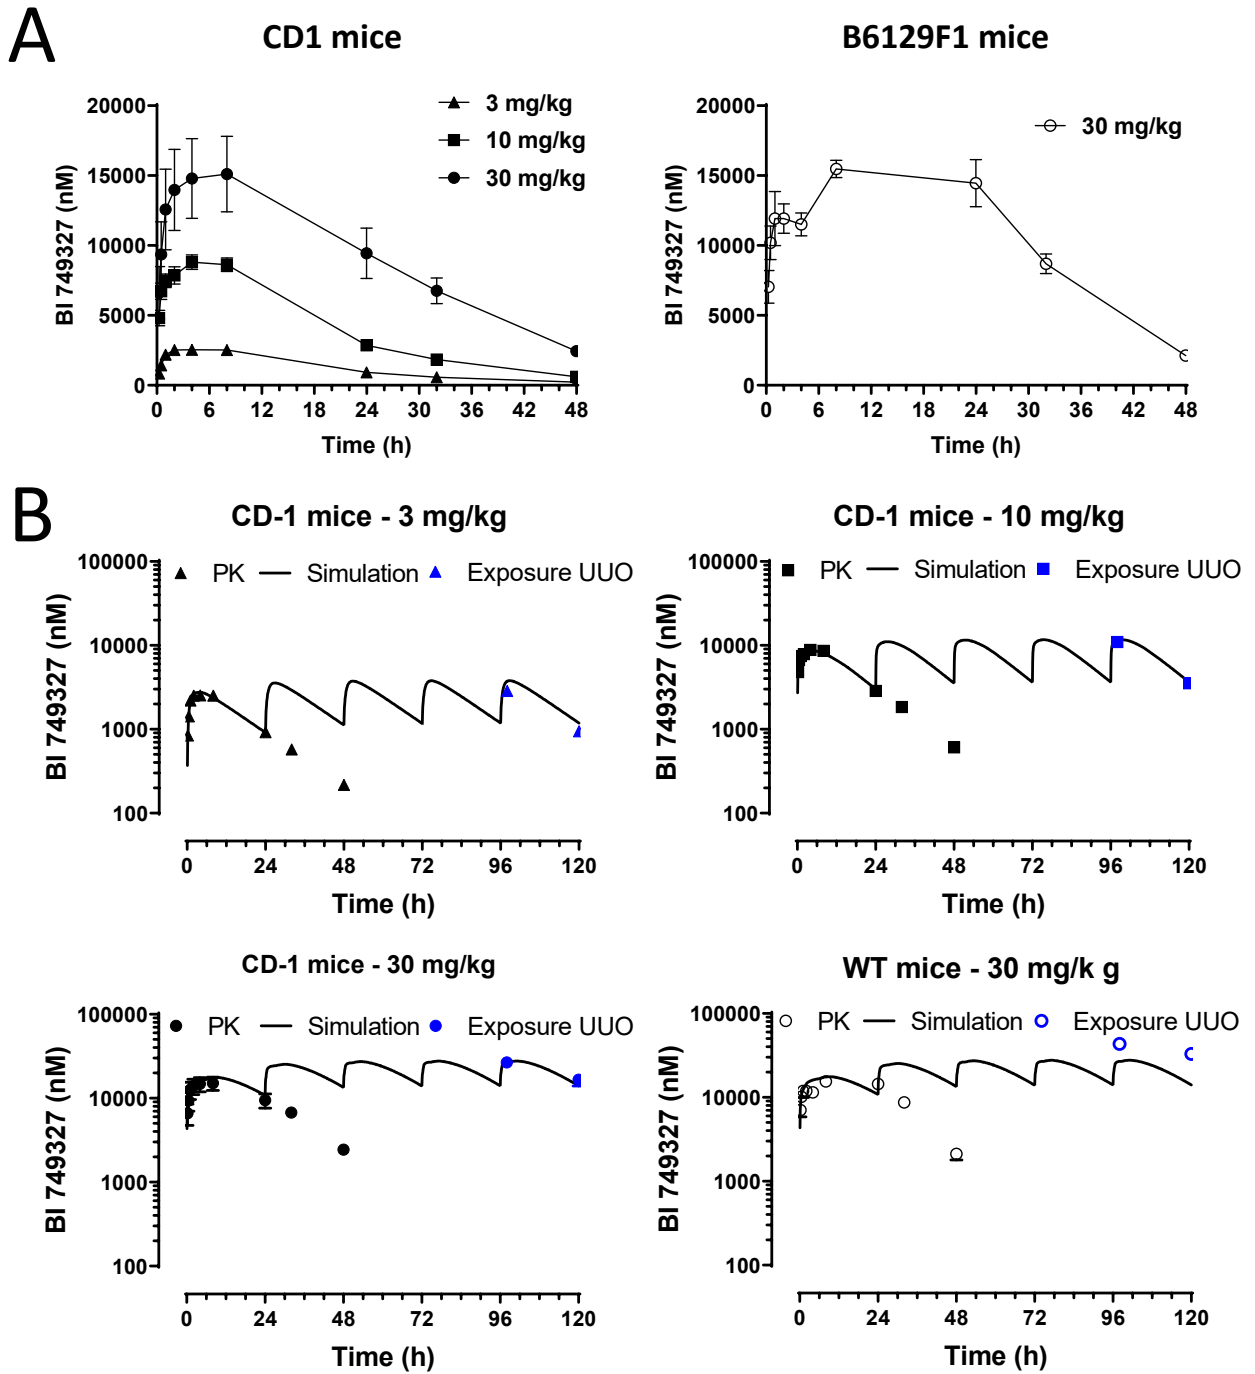 A
CD1 mice
B6129F1 mice
BI 749327 (nM)
20000
15000
10000
5000
0
3 mg/kg
10 mg/kg
30 mg/kg
0 6 12 18 24 30 36 42 48
Time (h)
BI 749327 (nM)
20000
15000
10000
5000
0
30 mg/kg
0 6 12 18 24 30 36 42 48
Time (h)
B
CD-1 mice - 3 mg/kg
BI 749327 (nM)
100000
10000
1000
100
PK Simulation Exposure UUO
0 24 48 72 96 120
Time (h)
CD-1 mice - 10 mg/kg
BI 749327 (nM)
100000
10000
1000
100
PK Simulation Exposure UUO
0 24 48 72 96 120
Time (h)
CD-1 mice - 30 mg/kg
BI 749327 (nM)
100000
10000
1000
100
PK Simulation Exposure UUO
0 24 48 72 96 120
Time (h)
WT mice - 30 mg/k g
BI 749327 (nM)
100000
10000
1000
100
PK Simulation Exposure UUO
0 24 48 72 96 120
Time (h)